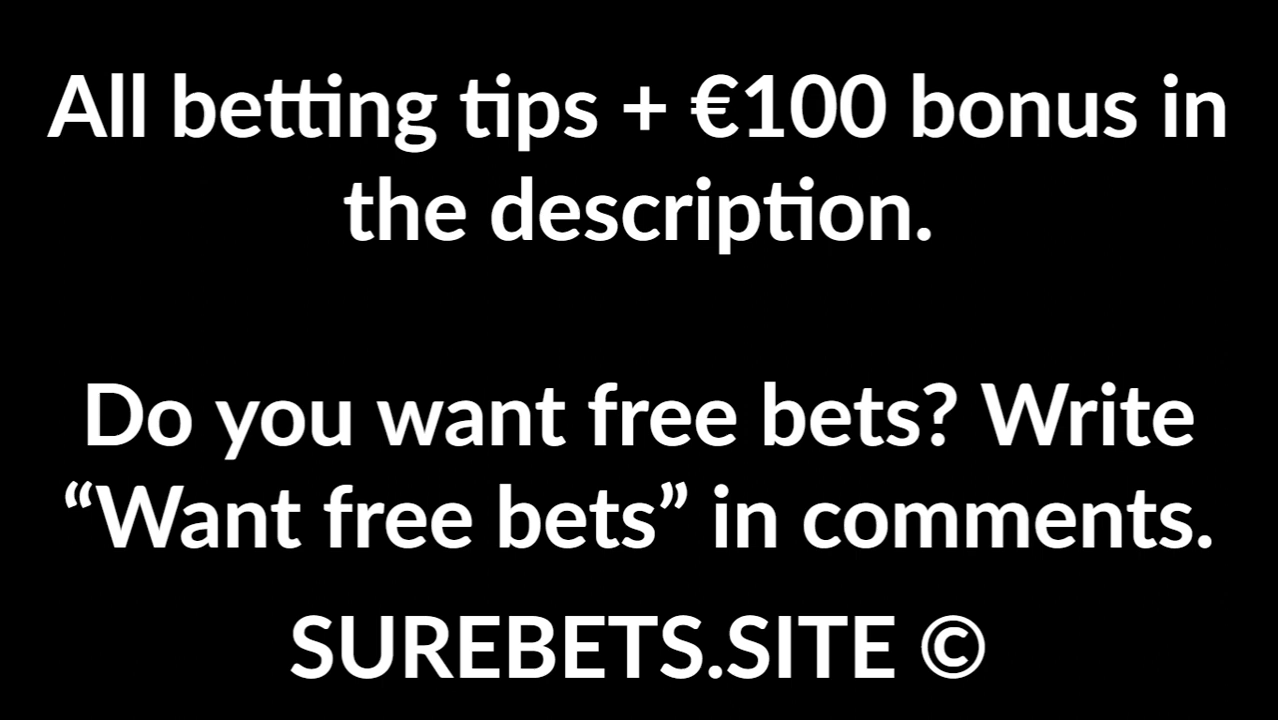 All betting tips + €100 bonus in
the description.
Do you want free bets? Write
“Want free bets” in comments.
SUREBETS.SITE ©